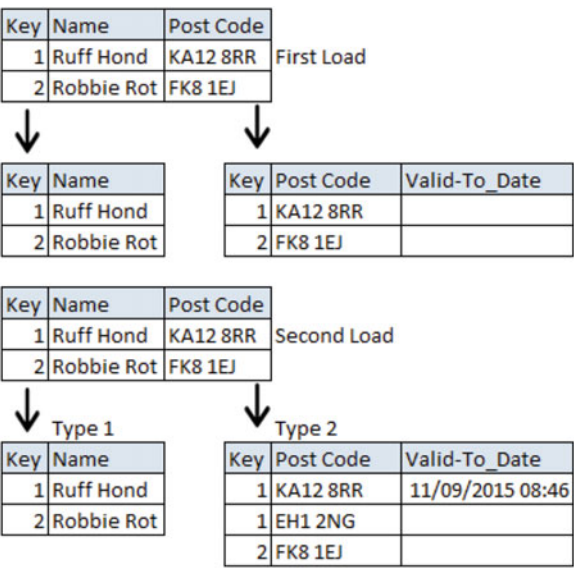 Key Name Post Code
1 Ruff Hond KA12 8RR First Load
2 Robbie Rot FK8 1EJ
Key Name Key Post Code Valid-To_Date
1 Ruff Hond 1 KA12 8RR
2 Robbie Rot 2 FK8 1EJ
Key Name Post Code
1 Ruff Hond KA12 8RR Second Load
2 Robbie Rot FK8 1EJ
Type 1 Type 2
Key Name Key Post Code Valid-To_Date
1 Ruff Hond 1 KA12 8RR 11/09/2015 08:46
2 Robbie Rot 1 EH1 2NG
2 FK8 1EJ